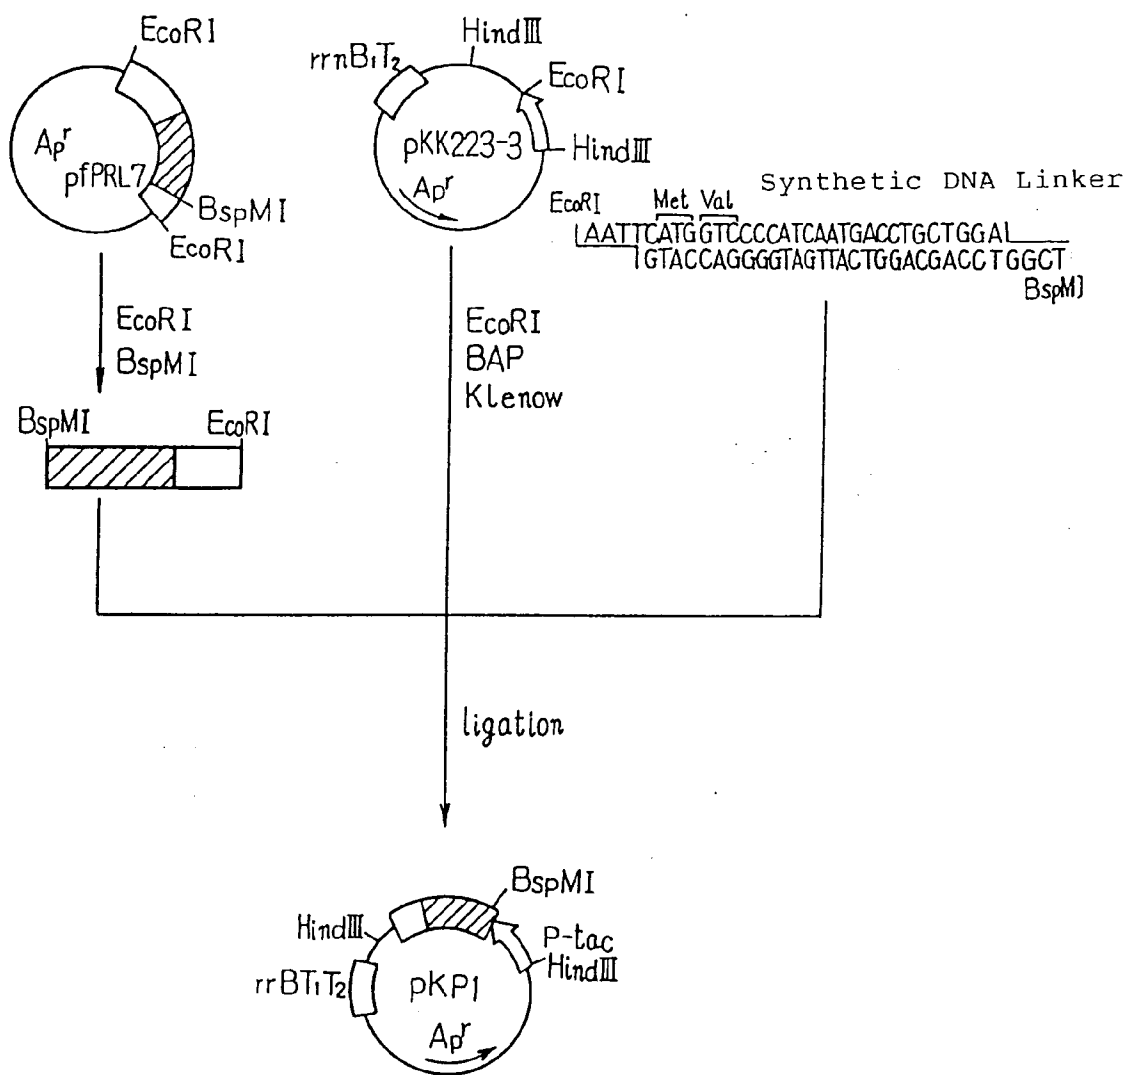 EcoRI
Apr
pfPRL7
BspMI
EcoRI
HindⅢ
rrnB1T2
EcoRI
pKK223-3
HindⅢ
Apr
Synthetic DNA Linker
EcoRI
Met Val
AATTCATGGTCCCCATCAATGACCTGCTGGA
GTACCAGGGGTAGTTACTGGACGACCTGGCT
BspMI
EcoRI
BspMI
EcoRI
BAP
Klenow
BspMI EcoRI
ligation
BspMI
HindⅢ
P-tac
HindⅢ
rrBT1T2
pKP1
Apr